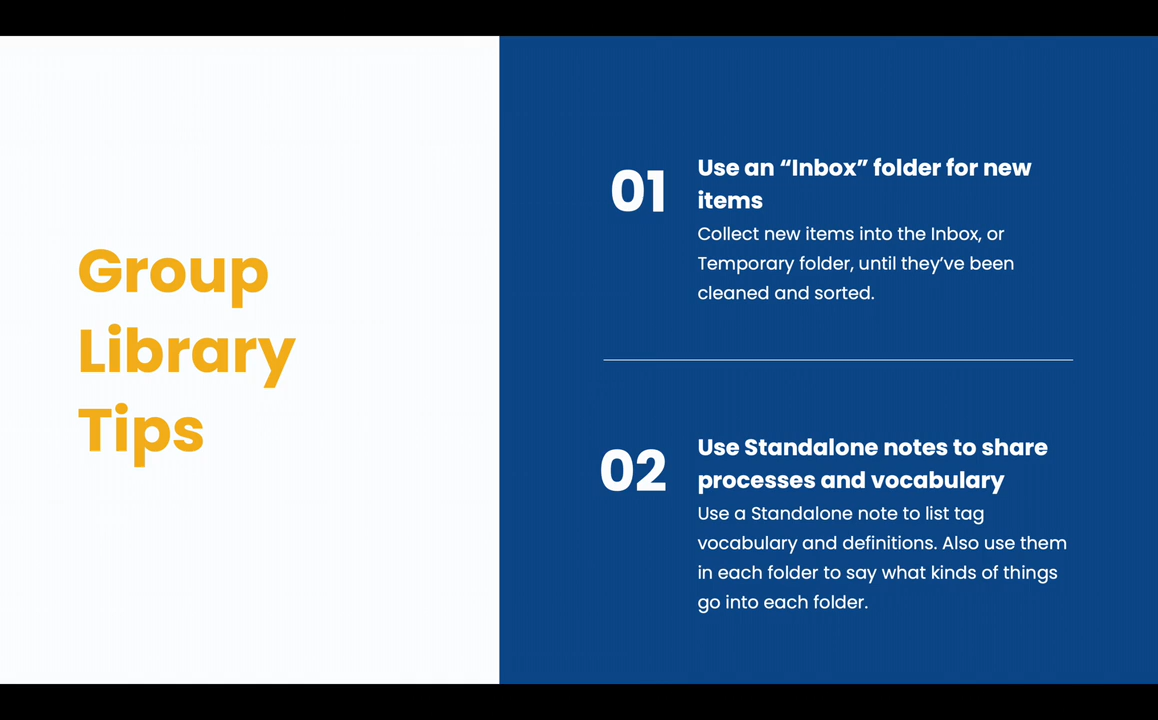 Group
Library
Tips
01
Use an “Inbox” folder for new
items
Collect new items into the Inbox, or
Temporary folder, until they’ve been
cleaned and sorted.
02
Use Standalone notes to share
processes and vocabulary
Use a Standalone note to list tag
vocabulary and definitions. Also use them
in each folder to say what kinds of things
go into each folder.